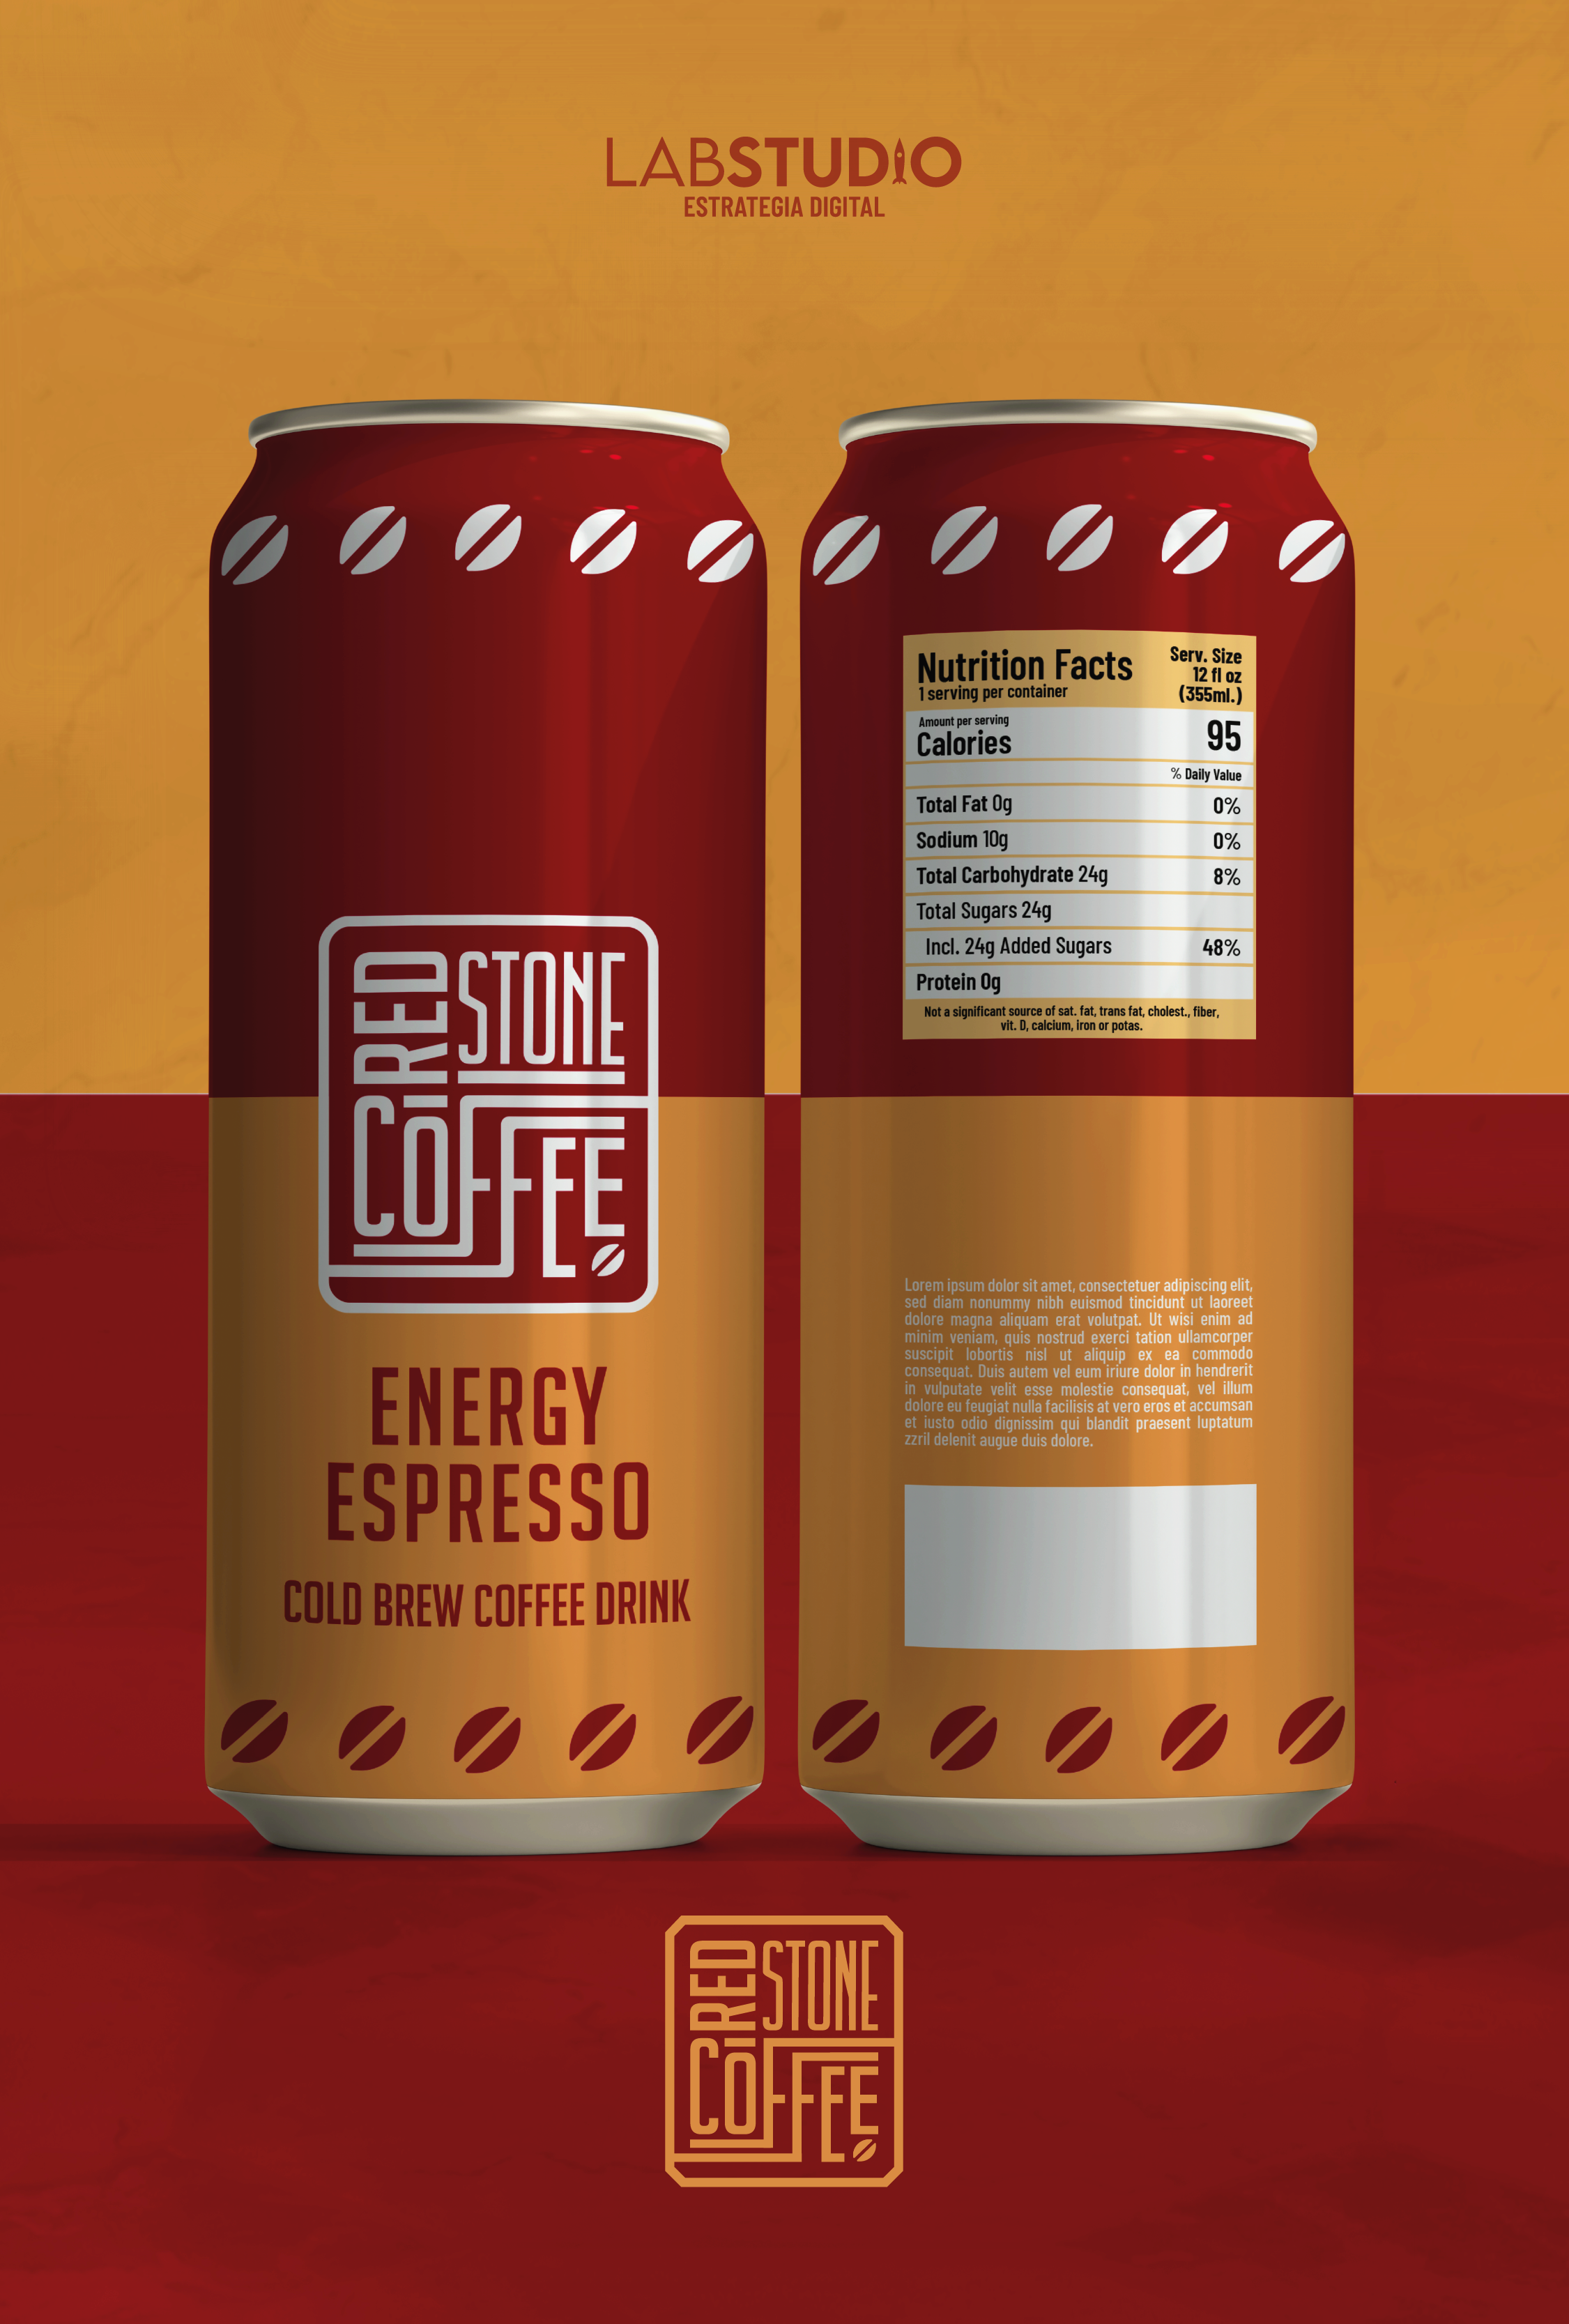 LABSTUDIO
ESTRATEGIA DIGITAL
RED STONE
COFFEE
ENERGY
ESPRESSO
COLD BREW COFFEE DRINK
Nutrition Facts
1 serving per container
Serv. Size
12 fl oz
(355ml.)
Amount per serving
Calories 95
% Daily Value
Total Fat 0g 0%
Sodium 10g 0%
Total Carbohydrate 24g 8%
Total Sugars 24g
Incl. 24g Added Sugars 48%
Protein 0g
Not a significant source of sat. fat, trans fat, cholest., fiber,
vit. D, calcium, iron or potas.
Lorem ipsum dolor sit amet, consectetuer adipiscing elit,
sed diam nonummy nibh euismod tincidunt ut laoreet
dolore magna aliquam erat volutpat. Ut wisi enim ad
minim veniam, quis nostrud exerci tation ullamcorper
suscipit lobortis nisl ut aliquip ex ea commodo
consequat. Duis autem vel eum iriure dolor in hendrerit
in vulputate velit esse molestie consequat, vel illum
dolore eu feugiat nulla facilisis at vero eros et accumsan
et iusto odio dignissim qui blandit praesent luptatum
zzril delenit augue duis dolore.
RED STONE
COFFEE